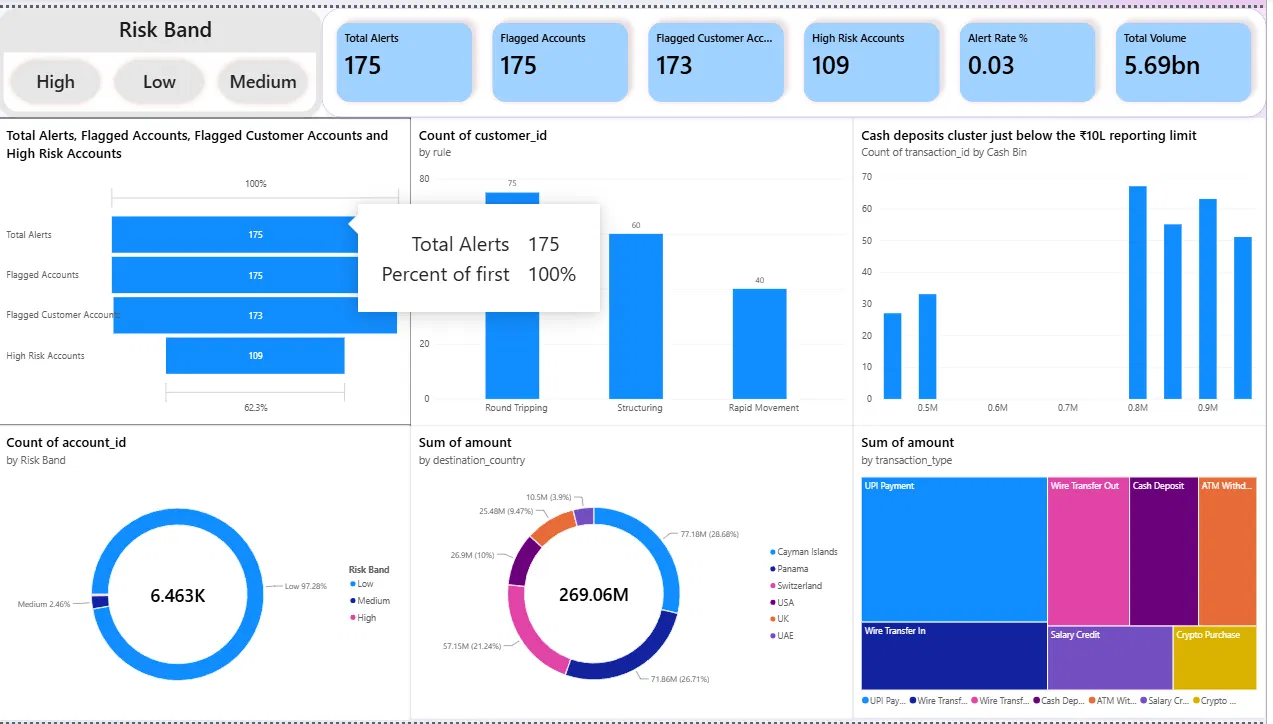 Risk Band
High
Low
Medium
Total Alerts
175
Flagged Accounts
175
Flagged Customer Acc...
173
High Risk Accounts
109
Alert Rate %
0.03
Total Volume
5.69bn
Total Alerts, Flagged Accounts, Flagged Customer Accounts and
High Risk Accounts
100%
Total Alerts
175
Flagged Accounts
175
Flagged Customer Accounts
173
High Risk Accounts
109
62.3%
Total Alerts 175
Percent of first 100%
Count of customer_id
by rule
80
20
0
75
60
40
Round Tripping
Structuring
Rapid Movement
Cash deposits cluster just below the ₹10L reporting limit
Count of transaction_id by Cash Bin
70
60
50
40
30
20
10
0
0.5M
0.6M
0.7M
0.8M
0.9M
Count of account_id
by Risk Band
6.463K
Medium 2.46%
Low 97.28%
Risk Band
Low
Medium
High
Sum of amount
by destination_country
10.5M (3.9%)
25.48M (9.47%)
26.9M (10%)
57.15M (21.24%)
77.18M (28.68%)
71.86M (26.71%)
269.06M
Cayman Islands
Panama
Switzerland
USA
UK
UAE
Sum of amount
by transaction_type
UPI Payment
Wire Transfer Out
Cash Deposit
ATM Withd...
Wire Transfer In
Salary Credit
Crypto Purchase
UPI Pay...
Wire Transf...
Wire Transf...
Cash Dep...
ATM Wit...
Salary Cr...
Crypto ...